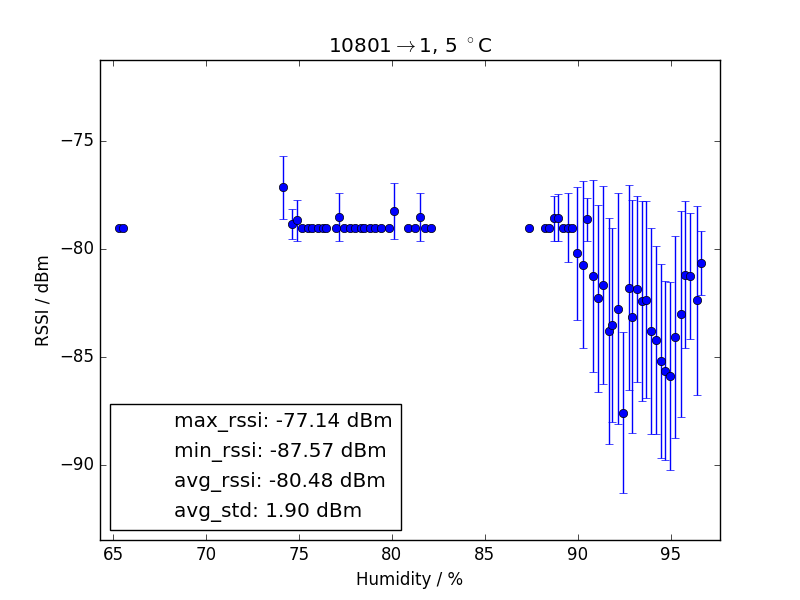 10801→1, 5 °C
−75
−80
−85
−90
RSSI / dBm
max_rssi: -77.14 dBm
min_rssi: -87.57 dBm
avg_rssi: -80.48 dBm
avg_std: 1.90 dBm
65 70 75 80 85 90 95
Humidity / %